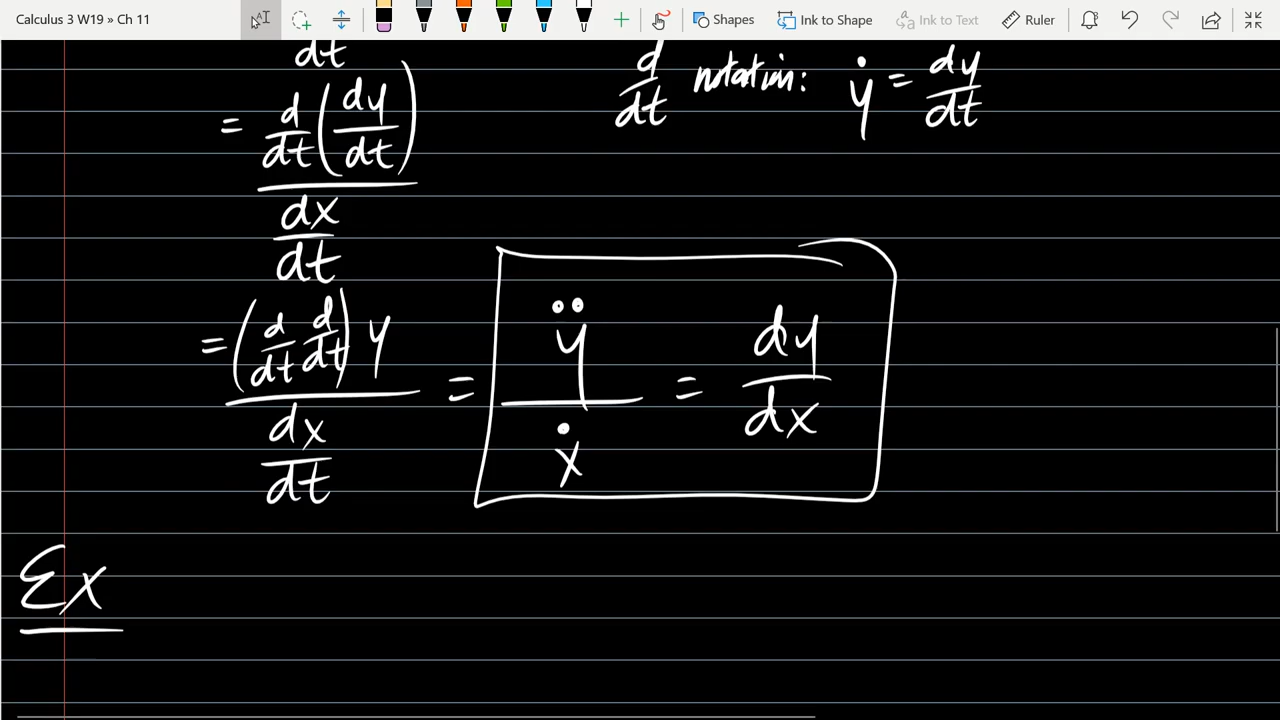 Calculus 3 W19 » Ch 11
Shapes
Ink to Shape
Ink to Text
Ruler
dt
= d/dt (dy/dt) / dx/dt
d/dt notation: ẏ = dy/dt
= (d/dt d/dt) y / dx/dt = ÿ/ẋ = dy/dx
Ex